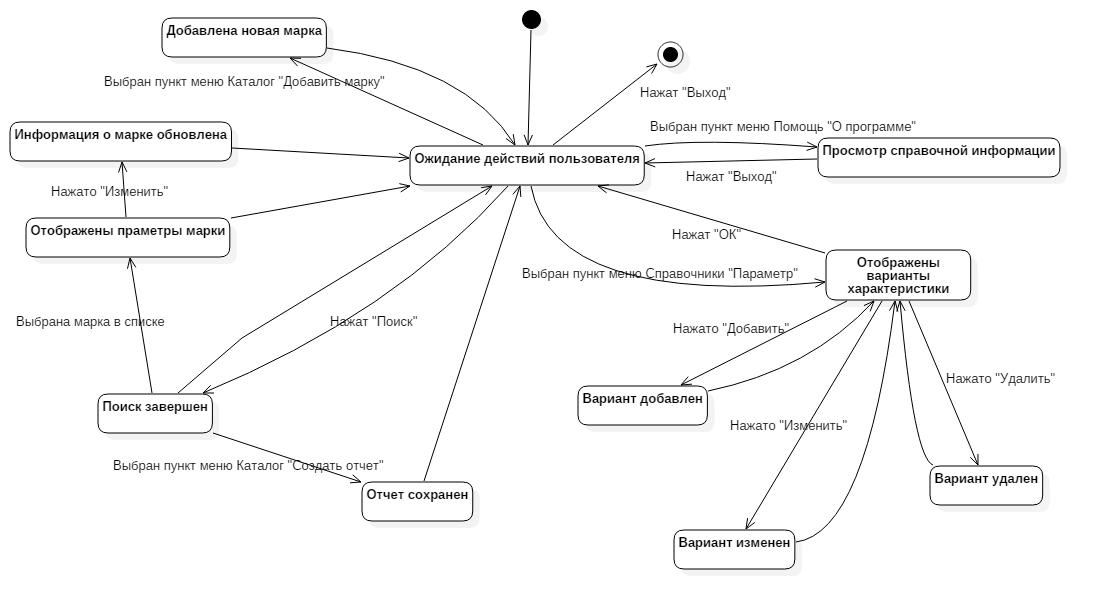 Добавлена новая марка
Выбран пункт меню Каталог "Добавить марку"
Нажат "Выход"
Выбран пункт меню Помощь "О программе"
Информация о марке обновлена
Ожидание действий пользователя
Просмотр справочной информации
Нажат "Выход"
Нажато "Изменить"
Отображены праметры марки
Нажат "ОК"
Выбран пункт меню Справочники "Параметр"
Отображены
варианты
характеристики
Выбрана марка в списке
Нажат "Поиск"
Нажато "Добавить"
Нажато "Удалить"
Вариант добавлен
Поиск завершен
Нажато "Изменить"
Выбран пункт меню Каталог "Создать отчет"
Вариант удален
Отчет сохранен
Вариант изменен